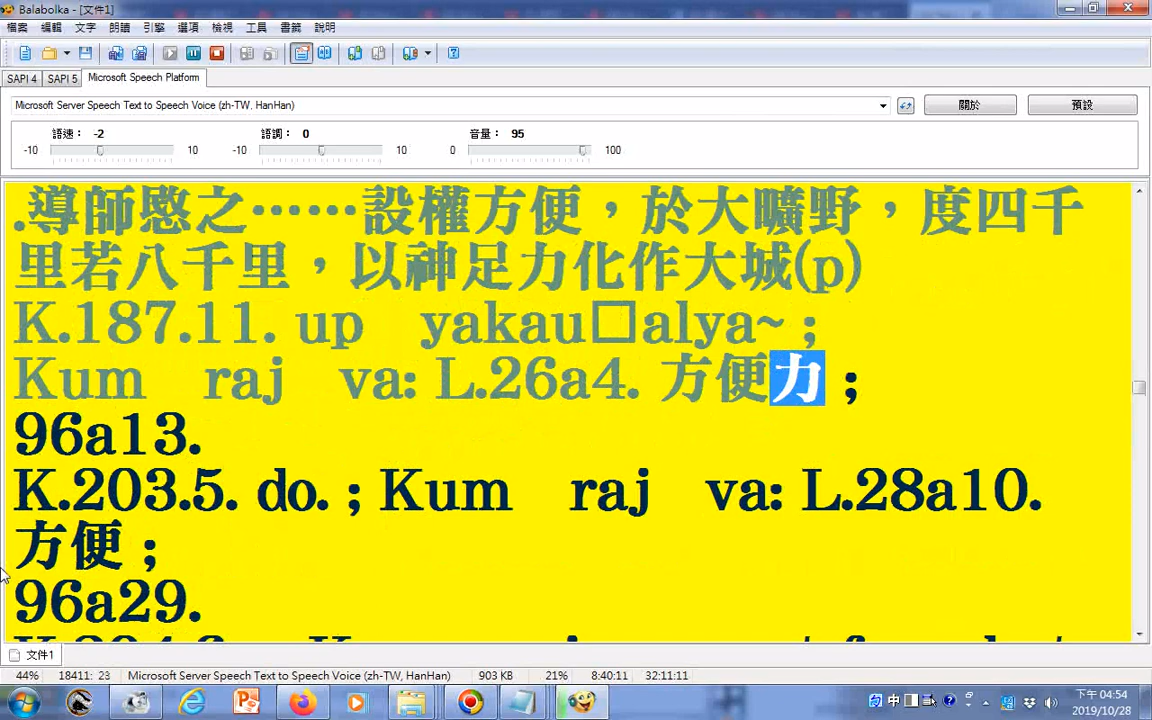 Balabolka - [文件1]
檔案 編輯 文字 朗讀 引擎 選項 檢視 工具 書籤 說明
SAPI 4 SAPI 5 Microsoft Speech Platform
Microsoft Server Speech Text to Speech Voice (zh-TW, HanHan) 關於 預設
語速： -2 語調： 0 音量： 95
-10 10 -10 10 0 100
.導師愍之……設權方便，於大曠野，度四千
里若八千里，以神足力化作大城(p)
K.187.11. up yakau□alya~ ;
Kum raj va: L.26a4. 方便力 ;
96a13.
K.203.5. do. ; Kum raj va: L.28a10.
方便 ;
96a29.
文件1
44% 18411: 23 Microsoft Server Speech Text to Speech Voice (zh-TW, HanHan) 903 KB 21% 8:40:11 32:11:11
中 下午 04:54
2019/10/28